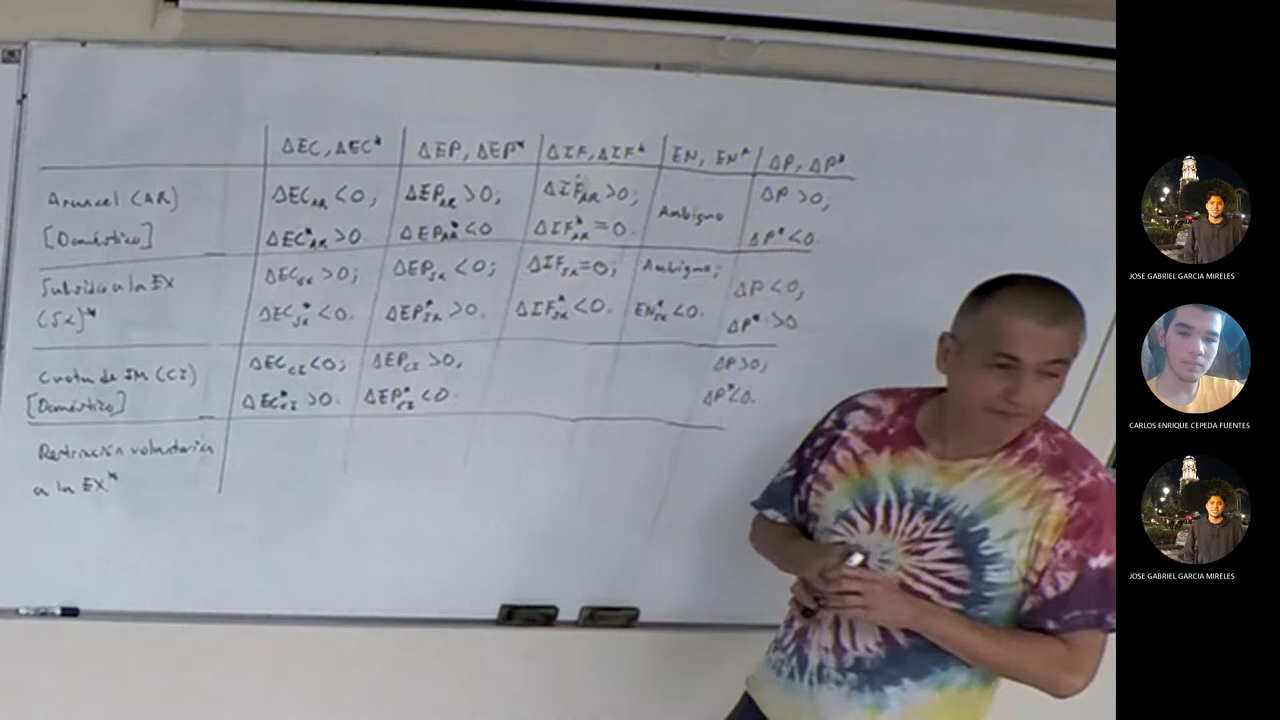 ΔEC, ΔEC* ΔEP, ΔEP* ΔIF, ΔIF* EN, EN* ΔP, ΔP*
Arancel (AR) ΔEC_AR <0, ΔEP_AR >0; ΔIF_AR >0; Ambiguo ΔP >0;
[Doméstico] ΔEC*_AR >0. ΔEP*_AR <0 ΔIF*_AR =0. ΔP* <0.
Subsidio a la EX ΔEC_SX >0; ΔEP_SX <0; ΔIF_SX =0; Ambiguo; ΔP <0,
(SX)* ΔEC*_SX <0. ΔEP*_SX >0. ΔIF*_SX <0. EN*_SX <0. ΔP* >0
Cuota de IM (CI) ΔEC_CI <0; ΔEP_CI >0, ΔP >0;
[Doméstico] ΔEC*_CI >0. ΔEP*_CI <0. ΔP* <0.
Restricción voluntaria
a la EX*
JOSE GABRIEL GARCIA MIRELES
CARLOS ENRIQUE CEPEDA FUENTES
JOSE GABRIEL GARCIA MIRELES